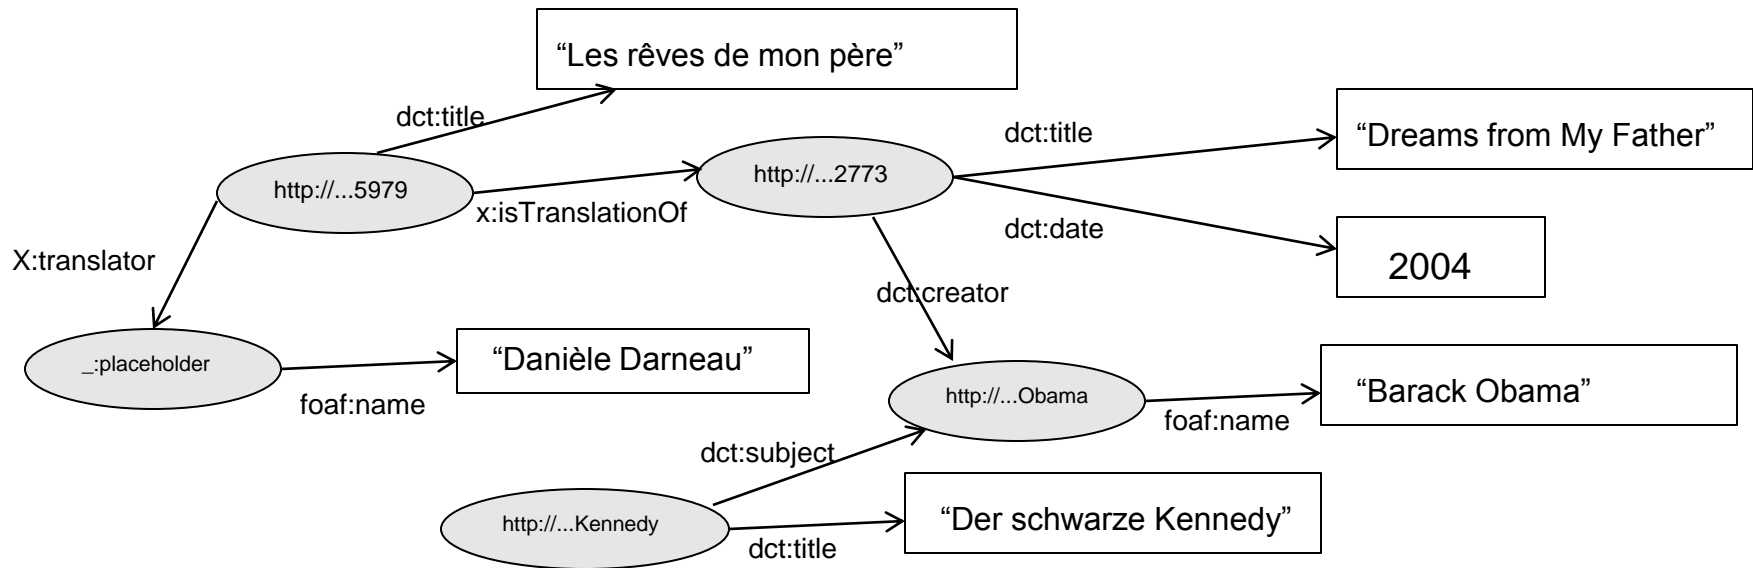 “Les rêves de mon père”
dct:title
dct:title
“Dreams from My Father”
http://...5979
http://...2773
x:isTranslationOf
dct:date
2004
X:translator
dct:creator
_:placeholder
“Danièle Darneau”
foaf:name
http://...Obama
“Barack Obama”
foaf:name
dct:subject
http://...Kennedy
“Der schwarze Kennedy”
dct:title